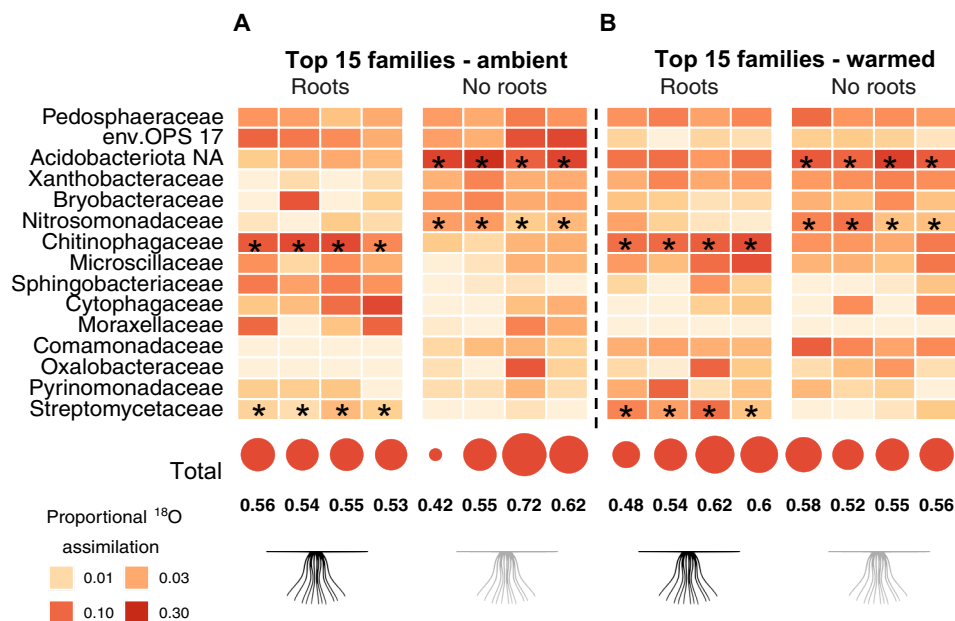 A B
Top 15 families - ambient Top 15 families - warmed
Roots No roots Roots No roots
Pedosphaeraceae
env.OPS 17
Acidobacteriota NA * * * * * * * *
Xanthobacteraceae
Bryobacteraceae
Nitrosomonadaceae * * * * * * * *
Chitinophagaceae * * * * * * * *
Microscillaceae
Sphingobacteriaceae
Cytophagaceae
Moraxellaceae
Comamonadaceae
Oxalobacteraceae
Pyrinomonadaceae
Streptomycetaceae * * * * * * * *
Total
0.56 0.54 0.55 0.53 0.42 0.55 0.72 0.62 0.48 0.54 0.62 0.6 0.58 0.52 0.55 0.56
Proportional ¹⁸O
assimilation
0.01 0.03
0.10 0.30